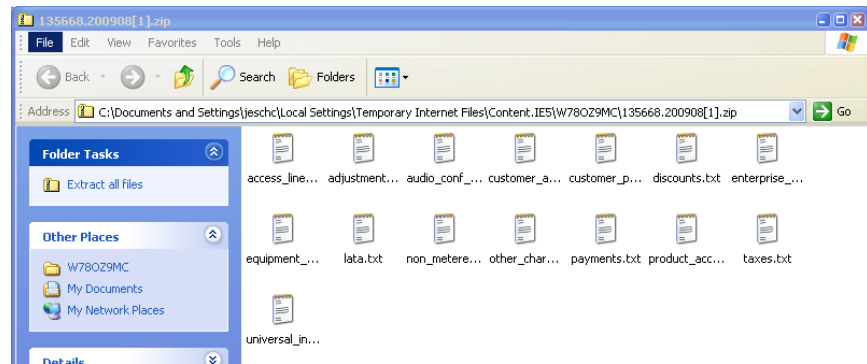 135668.200908[1].zip
File Edit View Favorites Tools Help
Back Search Folders
Address C:\Documents and Settings\jeschc\Local Settings\Temporary Internet Files\Content.IE5\W78OZ9MC\135668.200908[1].zip Go
Folder Tasks
Extract all files
Other Places
W78OZ9MC
My Documents
My Network Places
Details
access_line... adjustment... audio_conf_... customer_a... customer_p... discounts.txt enterprise_...
equipment_... lata.txt non_metere... other_char... payments.txt product_acc... taxes.txt
universal_in...